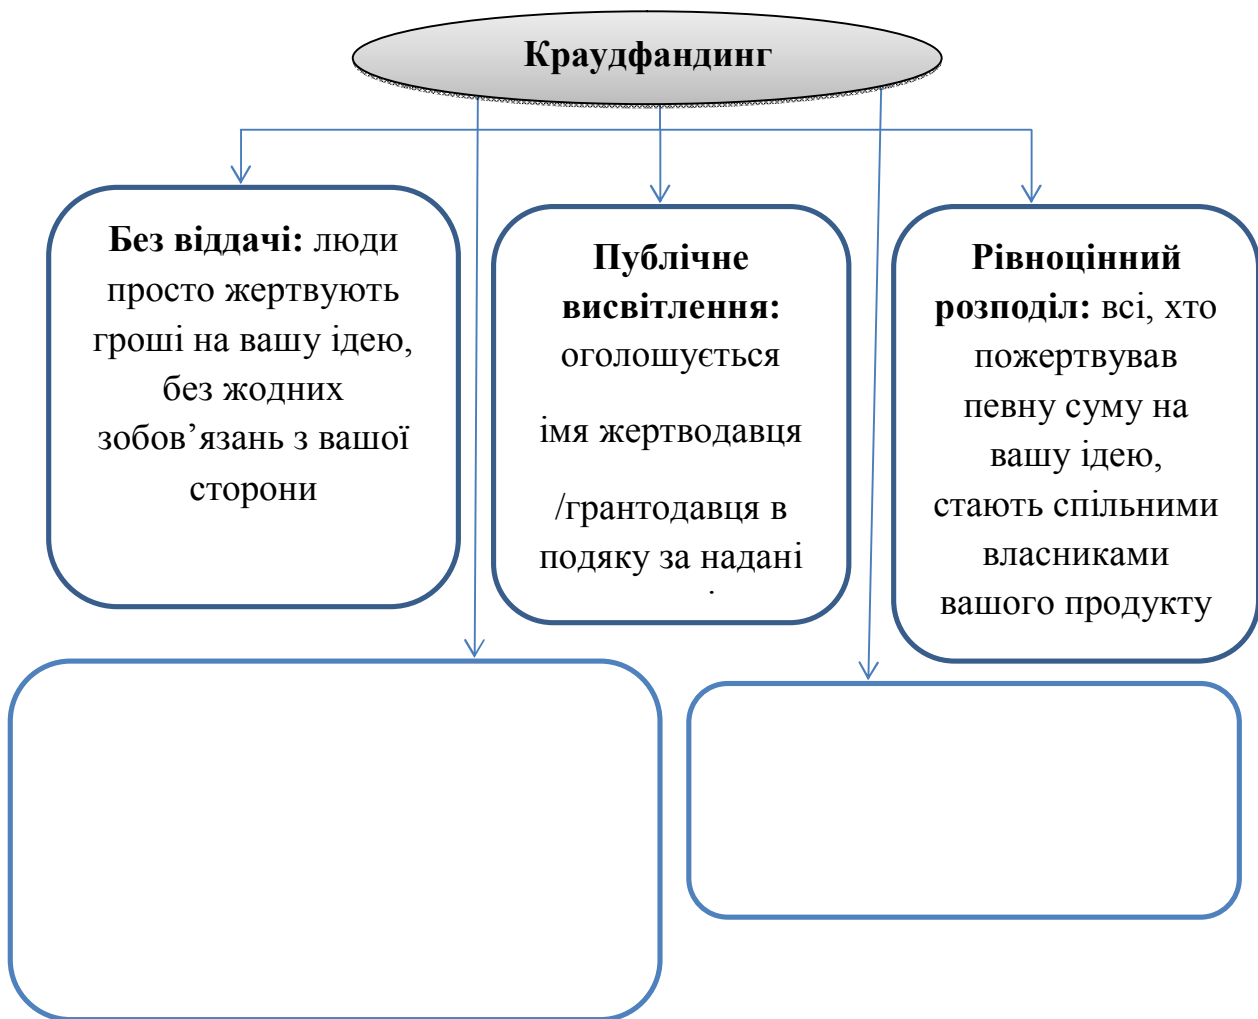 Краудфандинг
Без віддачі: люди
просто жертвують
гроші на вашу ідею,
без жодних
зобов’язань з вашої
сторони
Публічне
висвітлення:
оголошується
імя жертводавця
/грантодавця в
подяку за надані
Рівноцінний
розподіл: всі, хто
пожертвував
певну суму на
вашу ідею,
стають спільними
власниками
вашого продукту